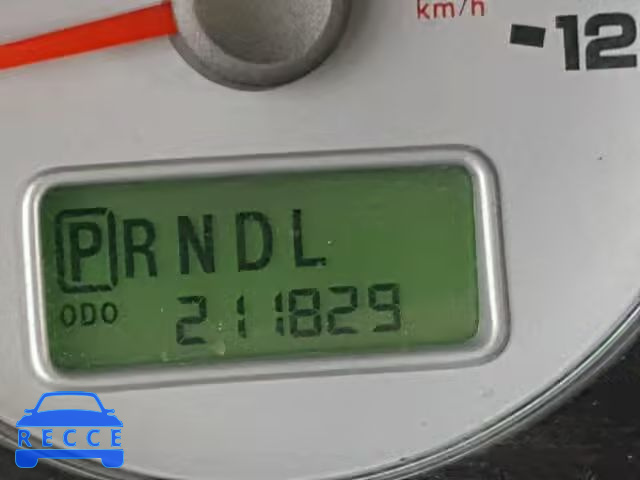 km/h
-12
PRNDL
ODO 211829
RECCE